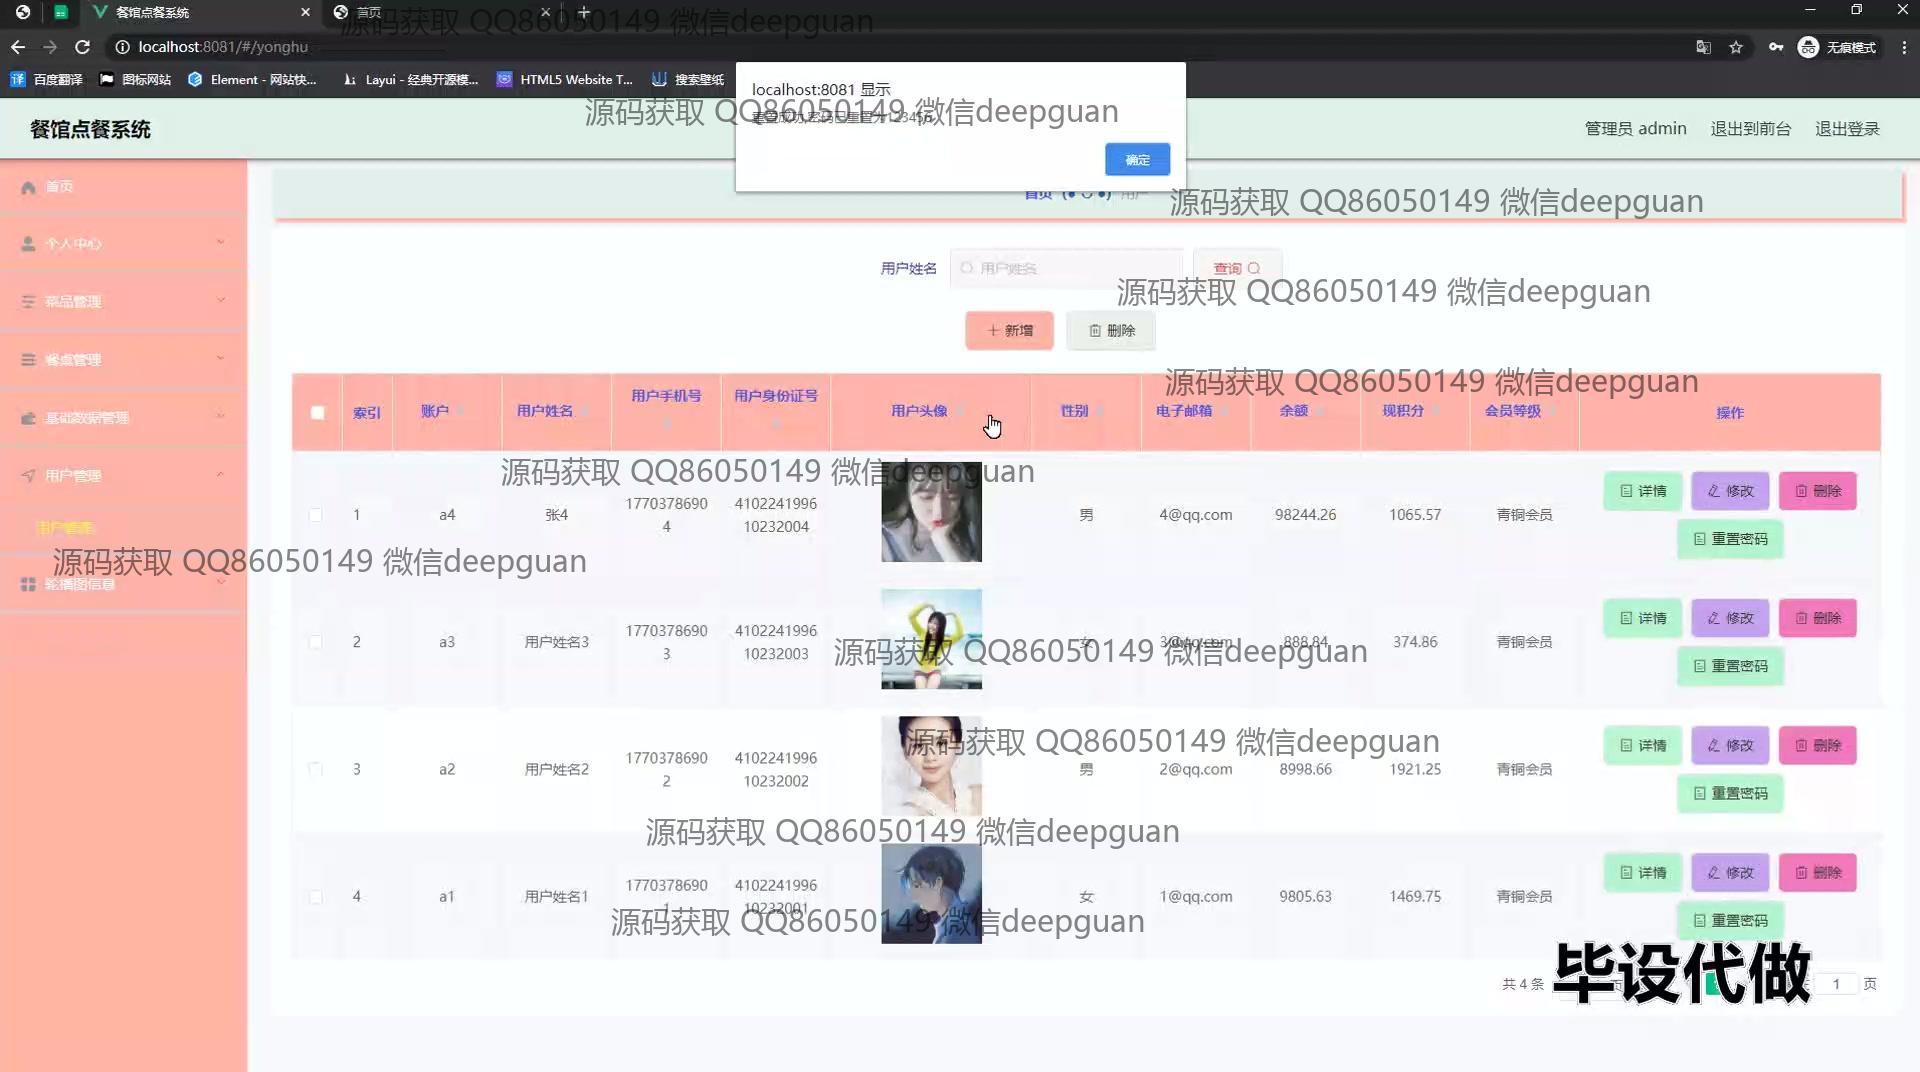 餐馆点餐系统
首页
localhost:8081/#/yonghu
无痕模式
百度翻译
图标网站
Element - 网站快...
Layui - 经典开源模...
HTML5 Website T...
搜索壁纸
源码获取 QQ86050149 微信deepguan
localhost:8081 显示
重置成功,密码已重置为123456
确定
源码获取 QQ86050149 微信deepguan
餐馆点餐系统
管理员 admin
退出到前台
退出登录
首页
个人中心
菜品管理
餐点管理
基础数据管理
用户管理
用户管理
轮播图信息
首页 (●'◡'●) 用户
源码获取 QQ86050149 微信deepguan
用户姓名
用户姓名
查询
源码获取 QQ86050149 微信deepguan
新增
删除
源码获取 QQ86050149 微信deepguan
索引 账户 用户姓名 用户手机号 用户身份证号 用户头像 性别 电子邮箱 余额 现积分 会员等级 操作
源码获取 QQ86050149 微信deepguan
1 a4 张4 17703786904 410224199610232004 男 4@qq.com 98244.26 1065.57 青铜会员
详情 修改 删除
重置密码
源码获取 QQ86050149 微信deepguan
2 a3 用户姓名3 17703786903 410224199610232003 女 3@qq.com 888.84 374.86 青铜会员
详情 修改 删除
重置密码
源码获取 QQ86050149 微信deepguan
源码获取 QQ86050149 微信deepguan
3 a2 用户姓名2 17703786902 410224199610232002 男 2@qq.com 8998.66 1921.25 青铜会员
详情 修改 删除
重置密码
源码获取 QQ86050149 微信deepguan
4 a1 用户姓名1 17703786901 410224199610232001 女 1@qq.com 9805.63 1469.75 青铜会员
详情 修改 删除
重置密码
源码获取 QQ86050149 微信deepguan
共 4 条
1 页
毕设代做